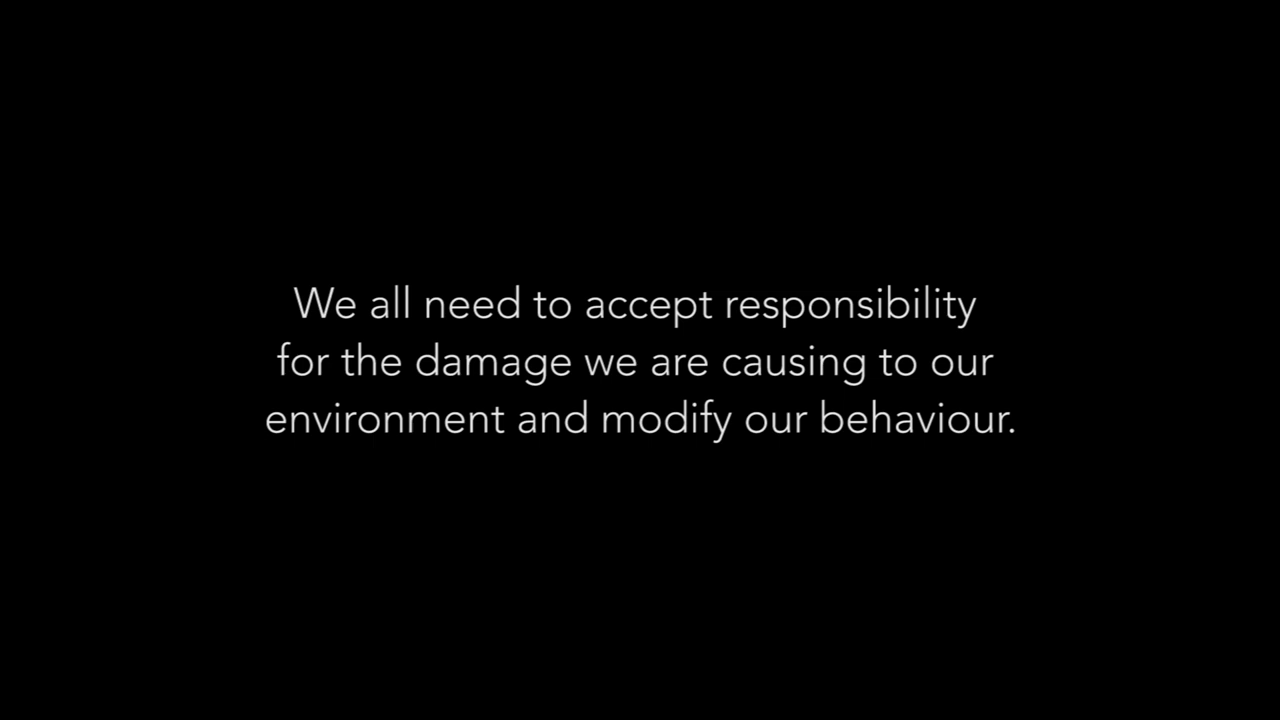 We all need to accept responsibility
for the damage we are causing to our
environment and modify our behaviour.